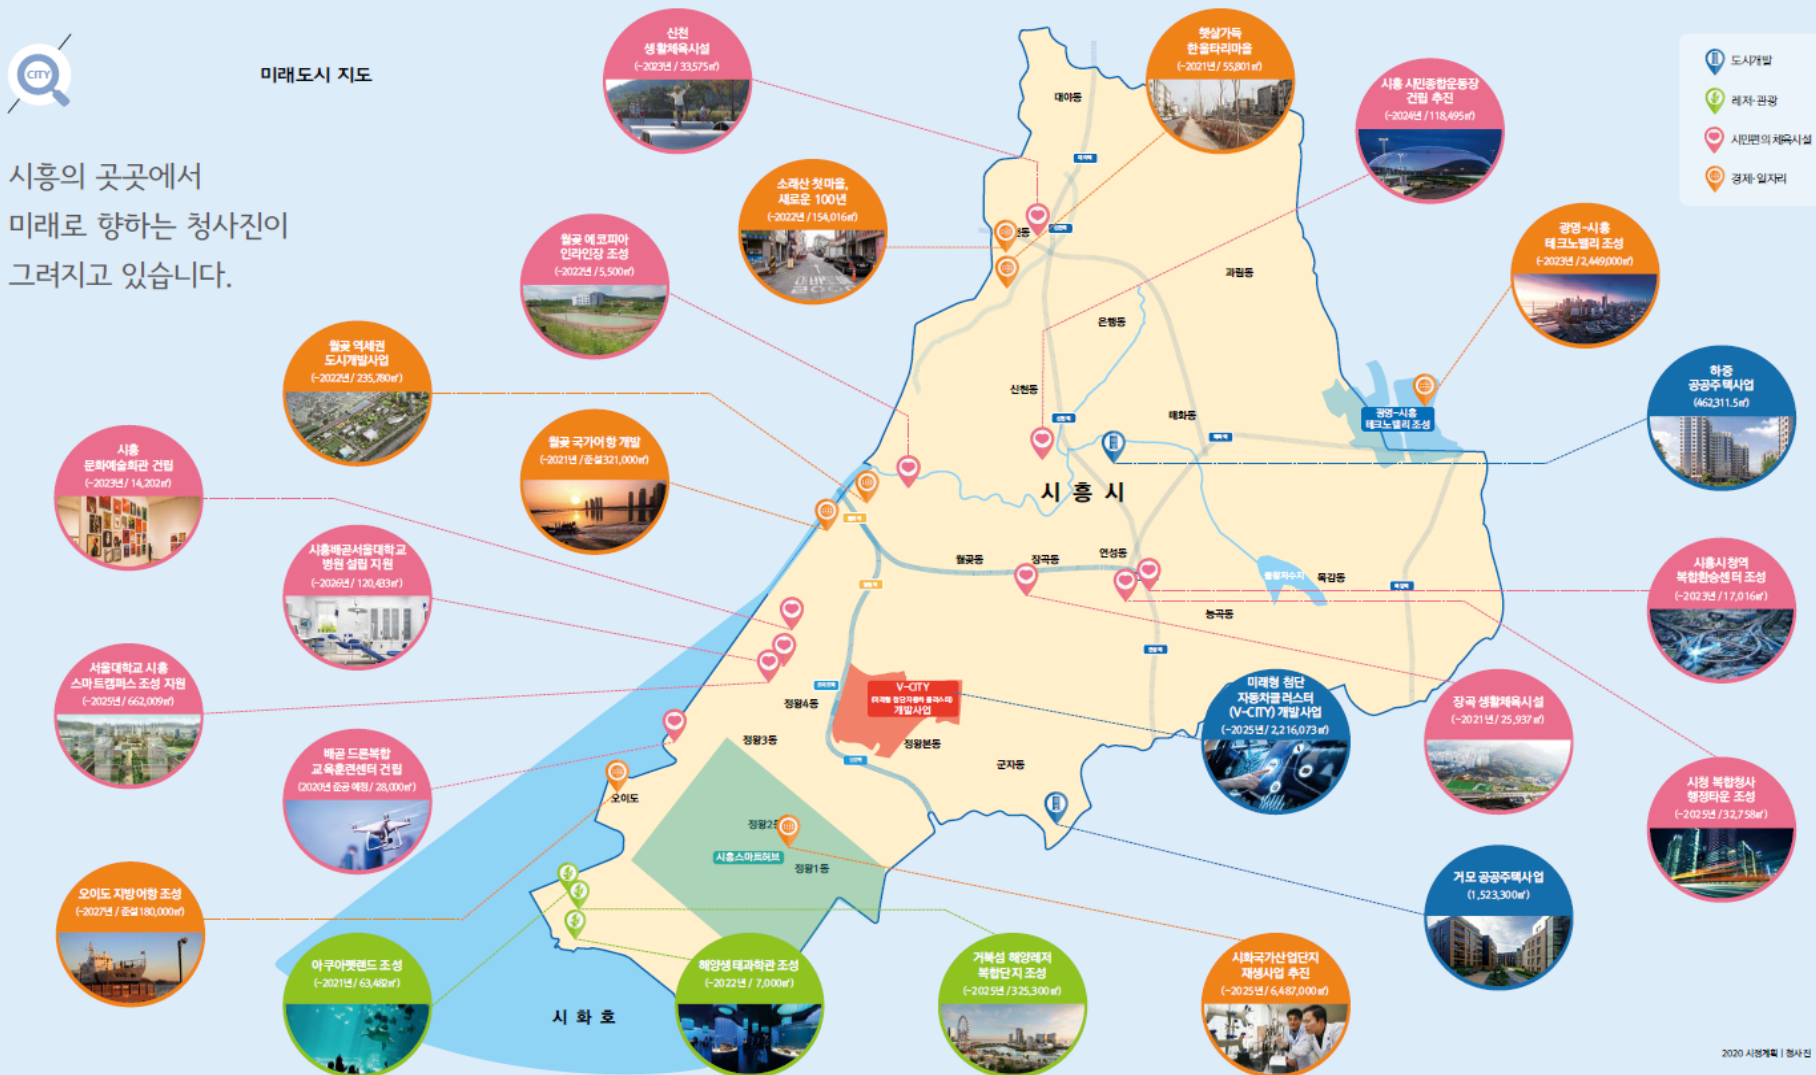 CITY
미래도시 지도
시흥의 곳곳에서
미래로 향하는 청사진이
그려지고 있습니다.
도시개발
레저·관광
시민편의 체육시설
경제·일자리
신천
생활체육시설
(~2023년 / 33,575㎡)
햇살가득
한울타리마을
(~2021년 / 55,801㎡)
시흥 시민종합운동장
건립 추진
(~2024년 / 118,495㎡)
소래산 첫마을,
새로운 100년
(~2022년 / 154,016㎡)
월곶 에코피아
인라인장 조성
(~2022년 / 5,500㎡)
광명-시흥
테크노밸리 조성
(~2023년 / 2,449,000㎡)
월곶 역세권
도시개발사업
(~2022년 / 235,780㎡)
하중
공공주택사업
(462,311.5㎡)
월곶 국가어항 개발
(~2021년 / 준설321,000㎡)
시흥
문화예술회관 건립
(~2023년 / 14,202㎡)
시흥배곧서울대학교
병원 설립 지원
(~2026년 / 120,433㎡)
시흥시청역
복합환승센터 조성
(~2023년 / 17,016㎡)
서울대학교 시흥
스마트캠퍼스 조성 지원
(~2025년 / 662,009㎡)
미래형 첨단
자동차클러스터
(V-CITY) 개발사업
(~2025년 / 2,216,073㎡)
장곡 생활체육시설
(~2021년 / 25,937㎡)
배곧 드론복합
교육훈련센터 건립
(2020년 준공 예정 / 28,000㎡)
시청 복합청사
행정타운 조성
(~2025년 / 32,758㎡)
오이도 지방어항 조성
(~2027년 / 준설180,000㎡)
거모 공공주택사업
(1,523,300㎡)
아쿠아펫랜드 조성
(~2021년 / 63,482㎡)
해양생태과학관 조성
(~2022년 / 7,000㎡)
거북섬 해양레저
복합단지 조성
(~2025년 / 325,300㎡)
시화국가산업단지
재생사업 추진
(~2025년 / 6,487,000㎡)
대야동
과림동
은행동
신현동
매화동
광명-시흥
테크노밸리 조성
시 흥 시
월곶동
장곡동
연성동
물왕저수지
목감동
능곡동
V-CITY
개발사업
정왕4동
정왕3동
정왕본동
군자동
오이도
정왕2동
시흥스마트허브
정왕1동
시 화 호
2020 시정계획 | 청사진